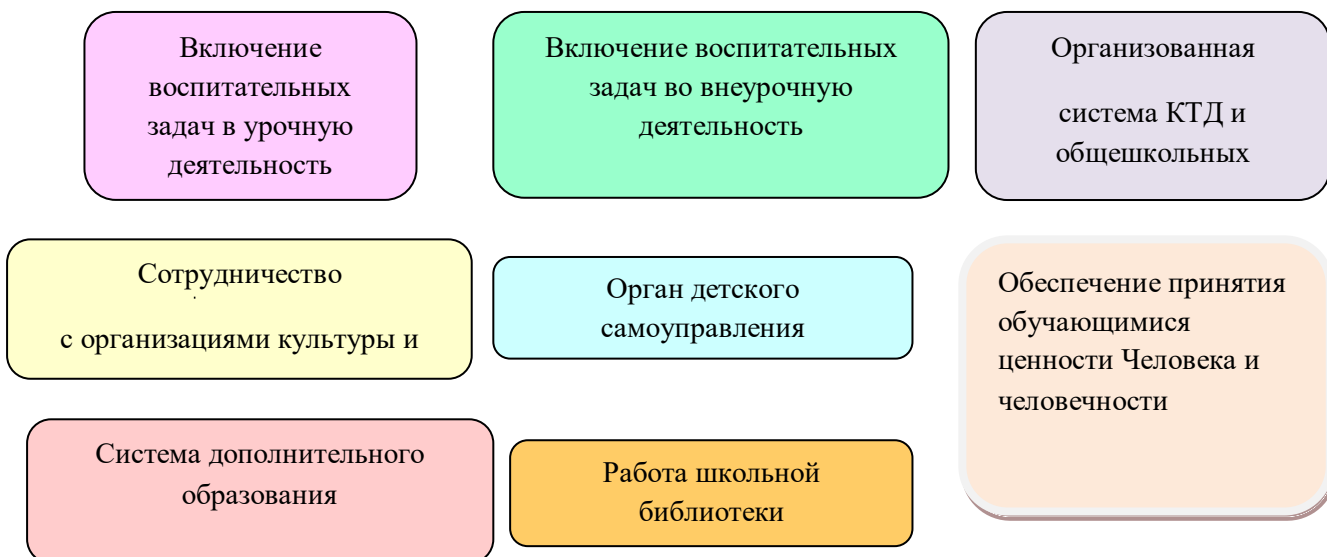 Включение
воспитательных
задач в урочную
деятельность
Включение воспитательных
задач во внеурочную
деятельность
Организованная
система КТД и
общешкольных
Сотрудничество
с организациями культуры и
Орган детского
самоуправления
Обеспечение принятия
обучающимися
ценности Человека и
человечности
Система дополнительного
образования
Работа школьной
библиотеки